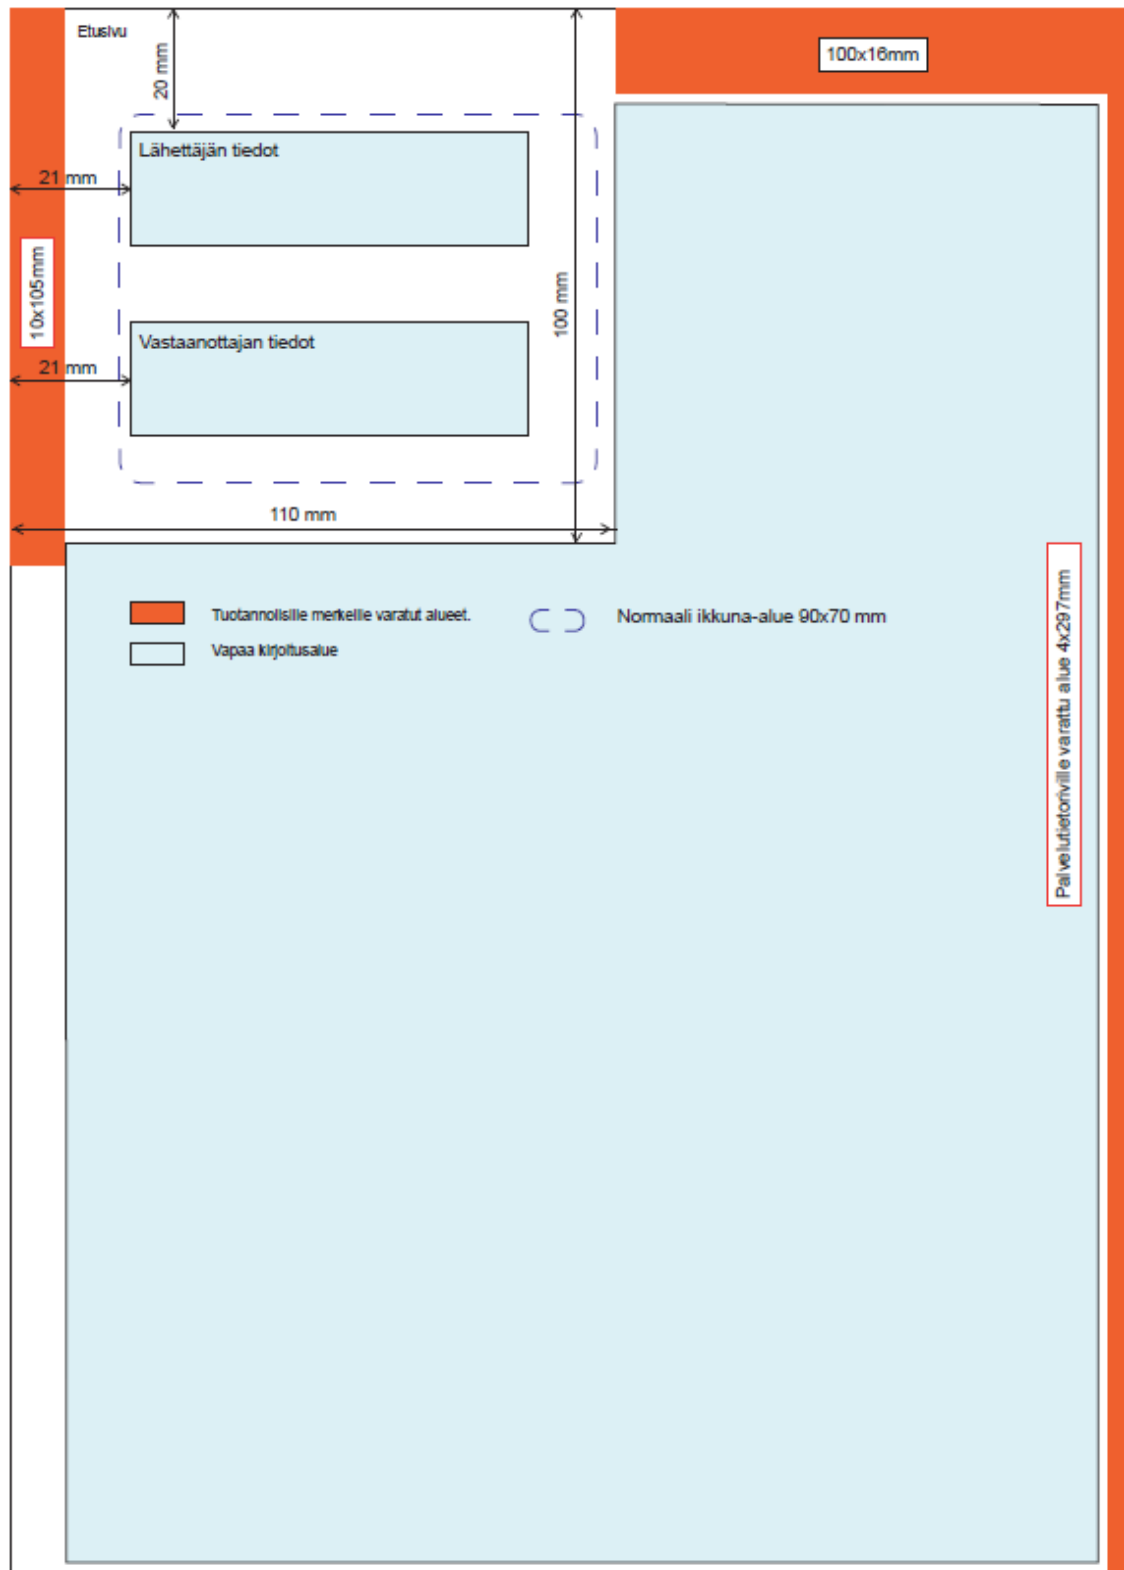 Etusivu
20 mm
100x16mm
Lähettäjän tiedot
21 mm
10x105mm
100 mm
Vastaanottajan tiedot
21 mm
110 mm
Tuotannolisille merkeille varatut alueet.
Normaali ikkuna-alue 90x70 mm
Vapaa kirjoitusalue
Palvelutietoriville varattu alue 4x297mm